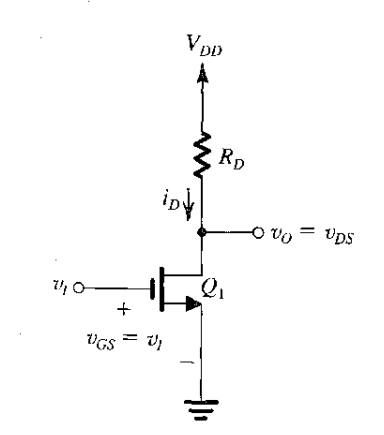 V_DD
R_D
i_D
v_O = v_DS
v_I
Q_1
+
v_GS = v_I
−